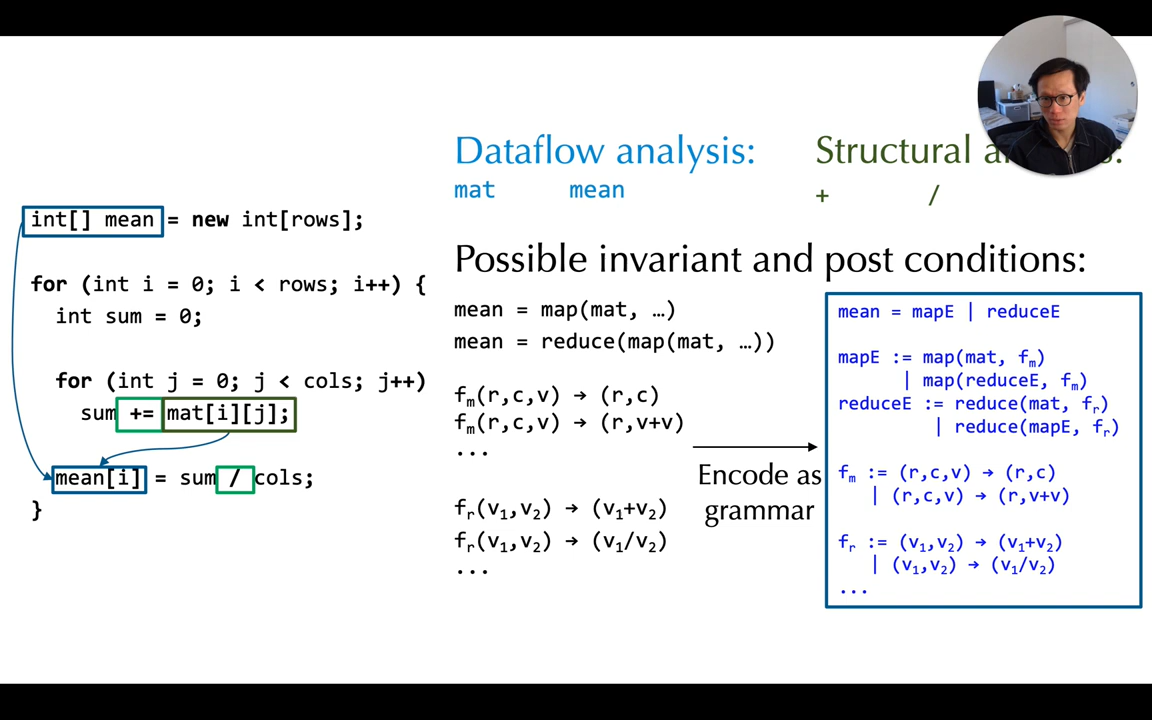 int[] mean = new int[rows];
for (int i = 0; i < rows; i++) {
int sum = 0;
for (int j = 0; j < cols; j++)
sum += mat[i][j];
mean[i] = sum / cols;
}
Dataflow analysis:
mat mean
Structural
+ /
Possible invariant and post conditions:
mean = map(mat, …)
mean = reduce(map(mat, …))
fₘ(r,c,v) → (r,c)
fₘ(r,c,v) → (r,v+v)
...
fᵣ(v₁,v₂) → (v₁+v₂)
fᵣ(v₁,v₂) → (v₁/v₂)
...
Encode as
grammar
mean = mapE | reduceE
mapE := map(mat, fₘ)
| map(reduceE, fₘ)
reduceE := reduce(mat, fᵣ)
| reduce(mapE, fᵣ)
fₘ := (r,c,v) → (r,c)
| (r,c,v) → (r,v+v)
fᵣ := (v₁,v₂) → (v₁+v₂)
| (v₁,v₂) → (v₁/v₂)
...